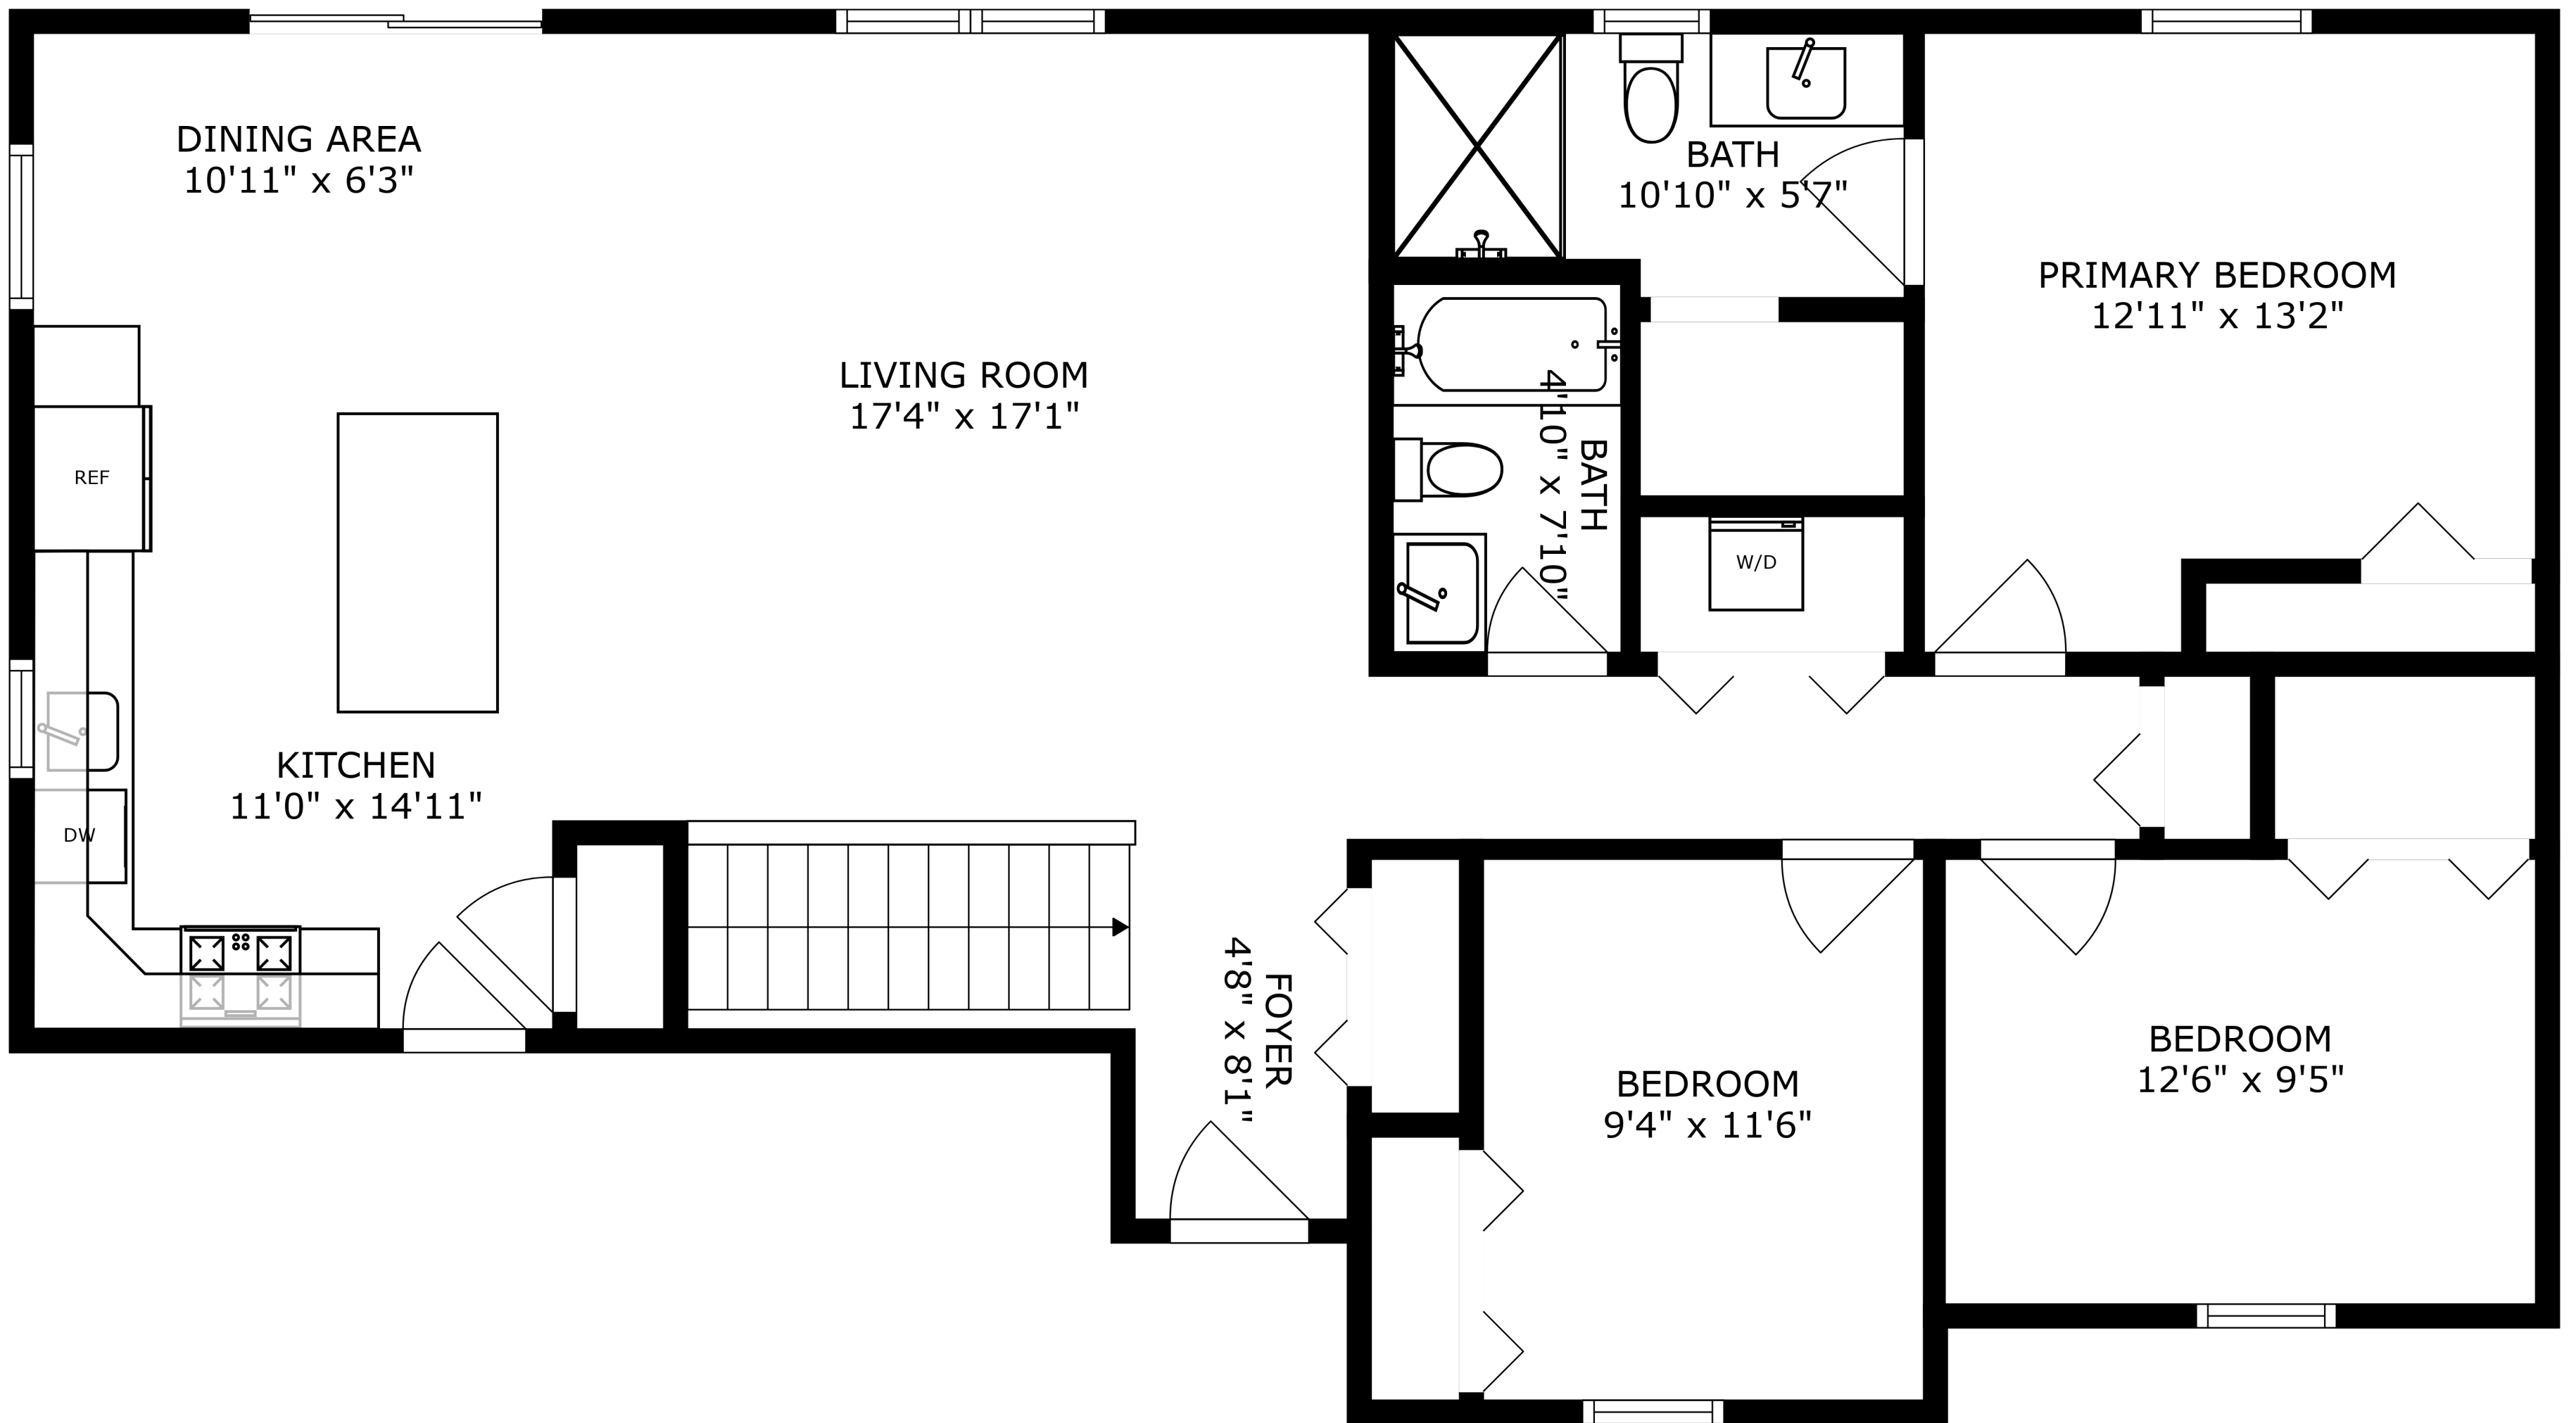 DINING AREA
10'11" x 6'3"
BATH
10'10" x 5'7"
PRIMARY BEDROOM
12'11" x 13'2"
LIVING ROOM
17'4" x 17'1"
REF
BATH
4'10" x 7'10"
W/D
KITCHEN
11'0" x 14'11"
DW
FOYER
4'8" x 8'1"
BEDROOM
9'4" x 11'6"
BEDROOM
12'6" x 9'5"